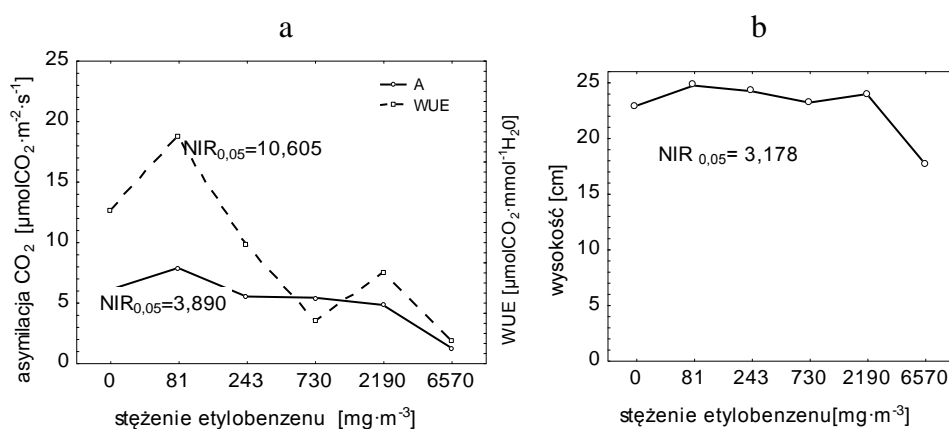 a
asymilacja CO₂ [µmolCO₂·m⁻²·s⁻¹]
25
20
15
10
5
0
A
WUE
NIR0,05=10,605
NIR0,05=3,890
0 81 243 730 2190 6570
stężenie etylobenzenu [mg·m⁻³]
WUE [µmolCO₂·mmol⁻¹H₂0]
b
wysokość [cm]
25
20
15
10
5
0
NIR 0,05= 3,178
0 81 243 730 2190 6570
stężenie etylobenzenu[mg·m⁻³]